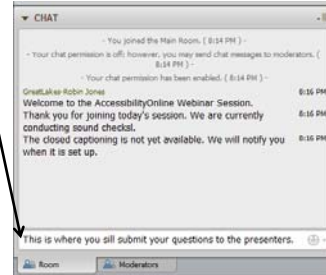 CHAT
- You joined the Main Room. ( 8:14 PM ) -
- Your chat permission is off; however, you may send chat messages to moderators. (
8:14 PM ) -
- Your chat permission has been enabled. ( 8:14 PM ) -
GreatLakes-Robin Jones 8:16 PM
Welcome to the AccessibilityOnline Webinar Session.
Thank you for joining today's session. We are currently 8:16 PM
conducting sound checksl.
The closed captioning is not yet available. We will notify you 8:16 PM
when it is set up.
This is where you sill submit your questions to the presenters.
Room Moderators